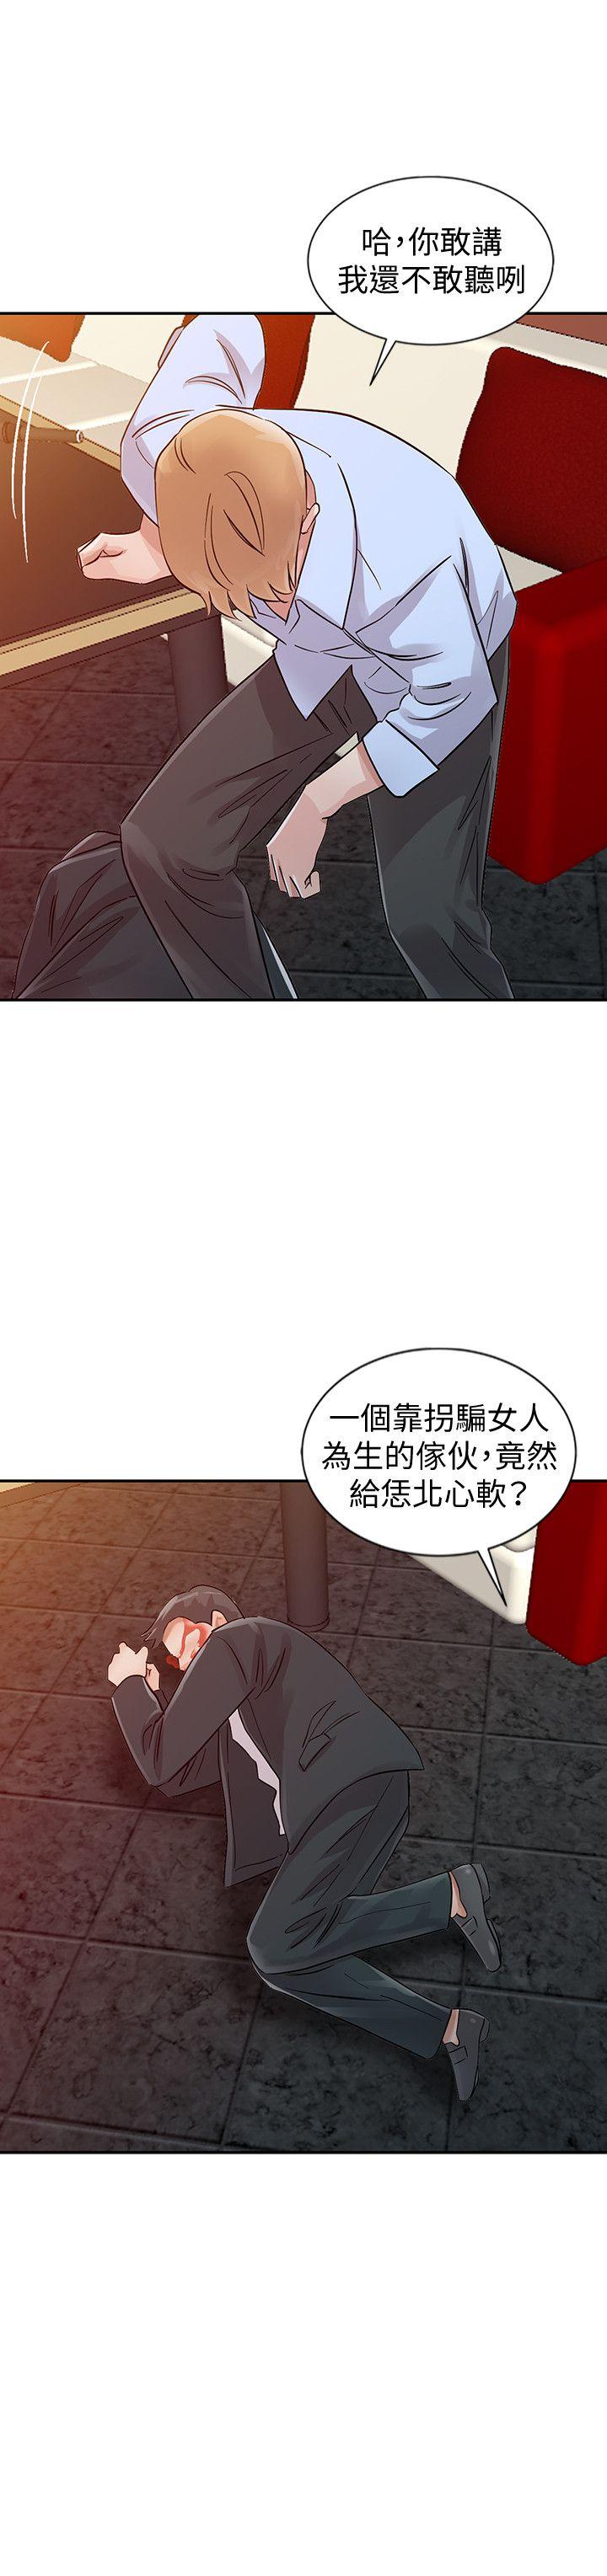 哈,你敢講
我還不敢聽咧
一個靠拐騙女人
為生的傢伙,竟然
給恁北心軟?